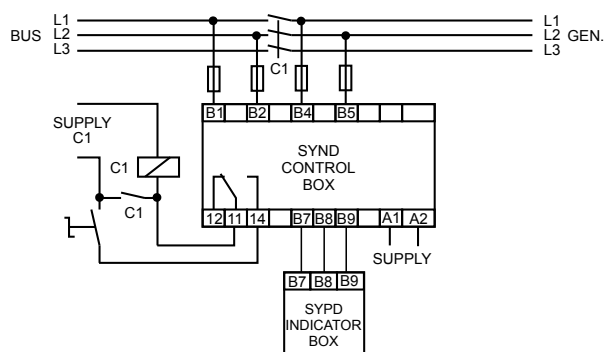 L1 L1
BUS L2 L2 GEN.
L3 L3
C1
B1 B2 B4 B5
SUPPLY
C1
SYND
CONTROL
BOX
C1
C1
12 11 14 B7 B8 B9 A1 A2
SUPPLY
B7 B8 B9
SYPD
INDICATOR
BOX